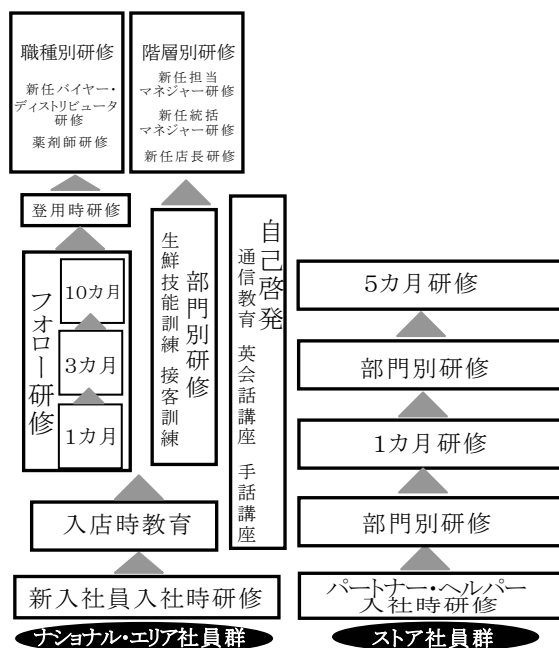 職種別研修
新任バイヤー・
ディストリビュータ
研修
薬剤師研修
階層別研修
新任担当
マネジャー研修
新任統括
マネジャー研修
新任店長研修
登用時研修
フォロー研修
10カ月
3カ月
1カ月
部門別研修
生鮮技能訓練 接客訓練
自己啓発
通信教育 英会話講座 手話講座
入店時教育
新入社員入社時研修
ナショナル・エリア社員群
5カ月研修
部門別研修
1カ月研修
部門別研修
パートナー・ヘルパー
入社時研修
ストア社員群